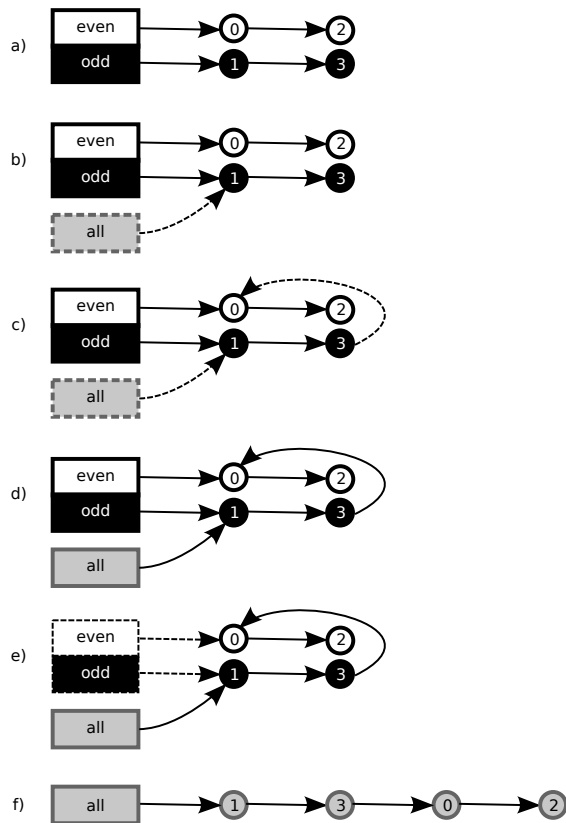 even 0 2
a)
odd 1 3
even 0 2
b)
odd 1 3
all
even 0 2
c)
odd 1 3
all
even 0 2
d)
odd 1 3
all
even 0 2
e)
odd 1 3
all
f) all 1 3 0 2